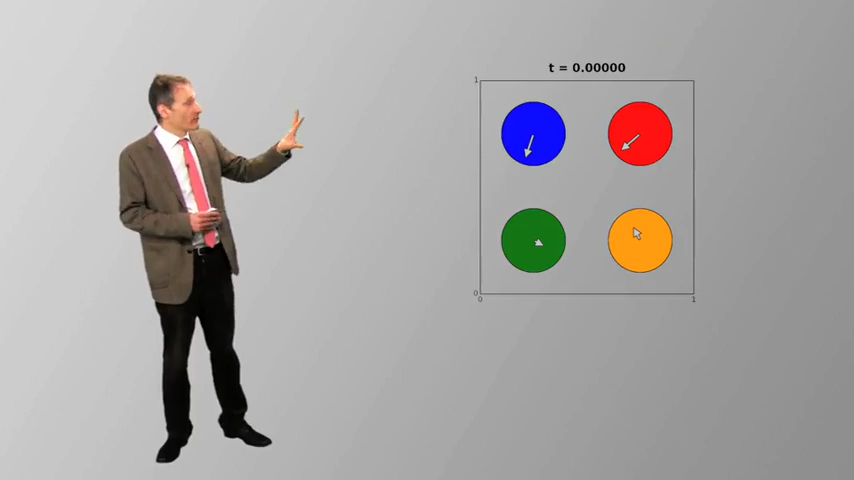 t = 0.00000
1
0
0 1